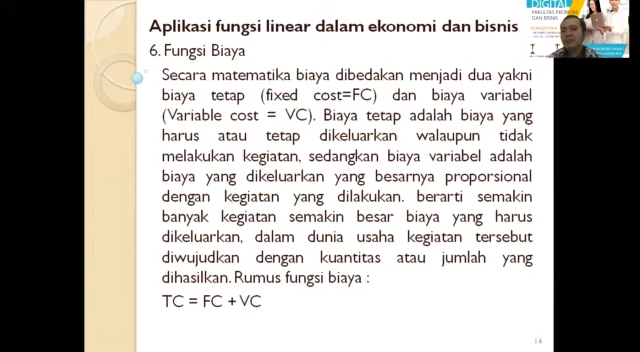 Aplikasi fungsi linear dalam ekonomi dan bisnis
6. Fungsi Biaya
Secara matematika biaya dibedakan menjadi dua yakni
biaya tetap (fixed cost=FC) dan biaya variabel
(Variable cost = VC). Biaya tetap adalah biaya yang
harus atau tetap dikeluarkan walaupun tidak
melakukan kegiatan, sedangkan biaya variabel adalah
biaya yang dikeluarkan yang besarnya proporsional
dengan kegiatan yang dilakukan. berarti semakin
banyak kegiatan semakin besar biaya yang harus
dikeluarkan, dalam dunia usaha kegiatan tersebut
diwujudkan dengan kuantitas atau jumlah yang
dihasilkan. Rumus fungsi biaya :
TC = FC + VC
14
DIGITAL
FAKULTAS EKONOMI
DAN BISNIS